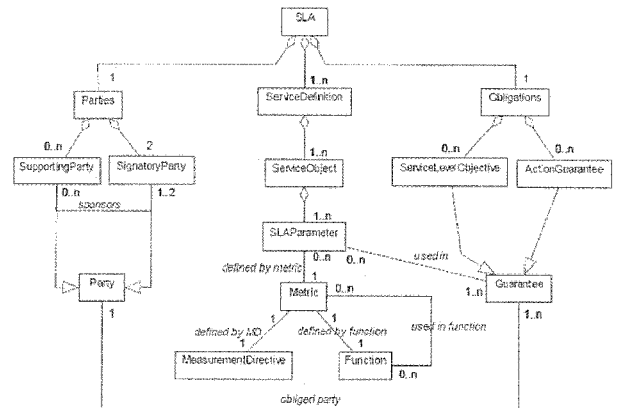 SLA
1
1..n
1
Parties
ServiceDefinition
Obligations
0..n
2
1..n
0..n
0..n
SupportingParty
SignatoryParty
ServiceObject
ServiceLevelObjective
ActionGuarantee
0..n
1..2
sponsors
1..n
SLAParameter
0..n
0..n
used in
defined by metric
Party
1
Metric
0..n
1..n
Guarantee
1
1
1
1..n
defined by MD
defined by function
used in function
1
1
MeasurementDirective
Function
0..n
obliged party